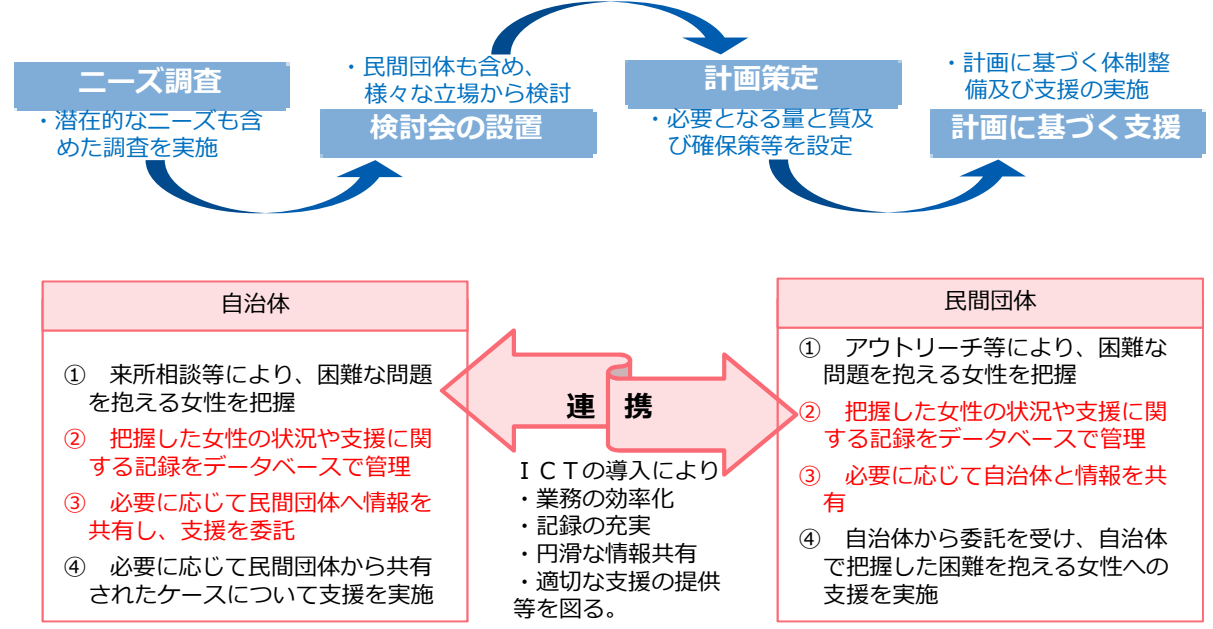 ニーズ調査
・潜在的なニーズも含
めた調査を実施
・民間団体も含め、
様々な立場から検討
検討会の設置
計画策定
・必要となる量と質及
び確保策等を設定
・計画に基づく体制整
備及び支援の実施
計画に基づく支援
自治体
① 来所相談等により、困難な問題
を抱える女性を把握
② 把握した女性の状況や支援に関
する記録をデータベースで管理
③ 必要に応じて民間団体へ情報を
共有し、支援を委託
④ 必要に応じて民間団体から共有
されたケースについて支援を実施
連 携
ＩＣＴの導入により
・業務の効率化
・記録の充実
・円滑な情報共有
・適切な支援の提供
等を図る。
民間団体
① アウトリーチ等により、困難な
問題を抱える女性を把握
② 把握した女性の状況や支援に関
する記録をデータベースで管理
③ 必要に応じて自治体と情報を共
有
④ 自治体から委託を受け、自治体
で把握した困難を抱える女性への
支援を実施